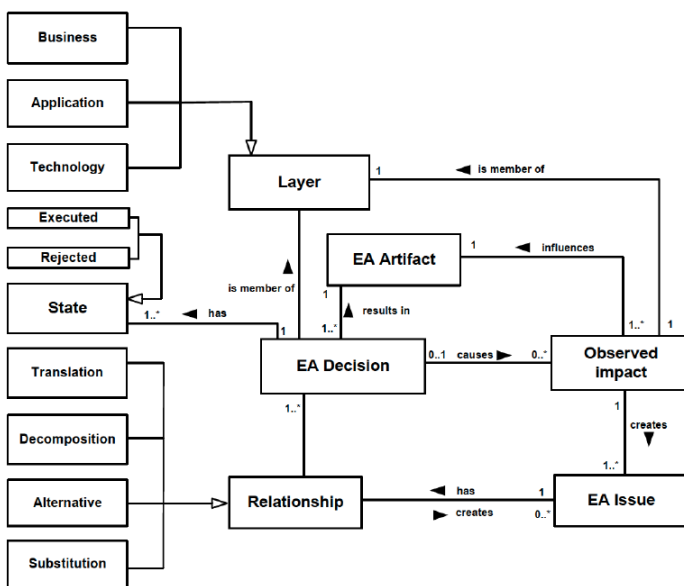 Business
Application
Technology
Layer
1
is member of
Executed
Rejected
EA Artifact
1
influences
State
is member of
1
results in
1..*
has
1
1..*
1..*
1
Translation
EA Decision
0..1
causes
0..*
Observed
impact
1..*
1
creates
Decomposition
1..*
Alternative
Relationship
has
1
EA Issue
creates
0..*
Substitution